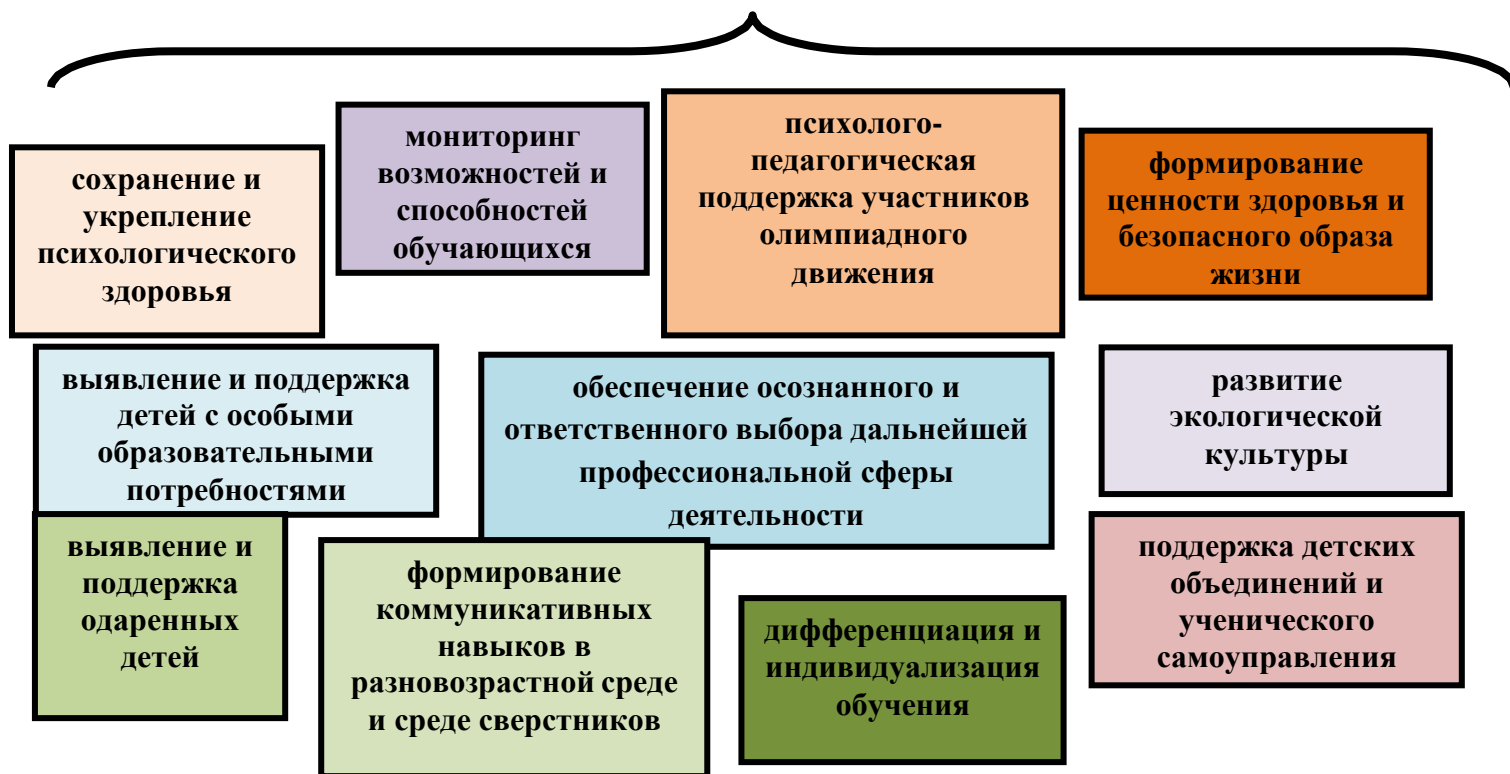 сохранение и
укрепление
психологического
здоровья
мониторинг
возможностей и
способностей
обучающихся
психолого-
педагогическая
поддержка участников
олимпиадного
движения
формирование
ценности здоровья и
безопасного образа
жизни
выявление и поддержка
детей с особыми
образовательными
потребностями
обеспечение осознанного и
ответственного выбора дальнейшей
профессиональной сферы
деятельности
развитие
экологической
культуры
выявление и
поддержка
одаренных
детей
формирование
коммуникативных
навыков в
разновозрастной среде
и среде сверстников
дифференциация и
индивидуализация
обучения
поддержка детских
объединений и
ученического
самоуправления